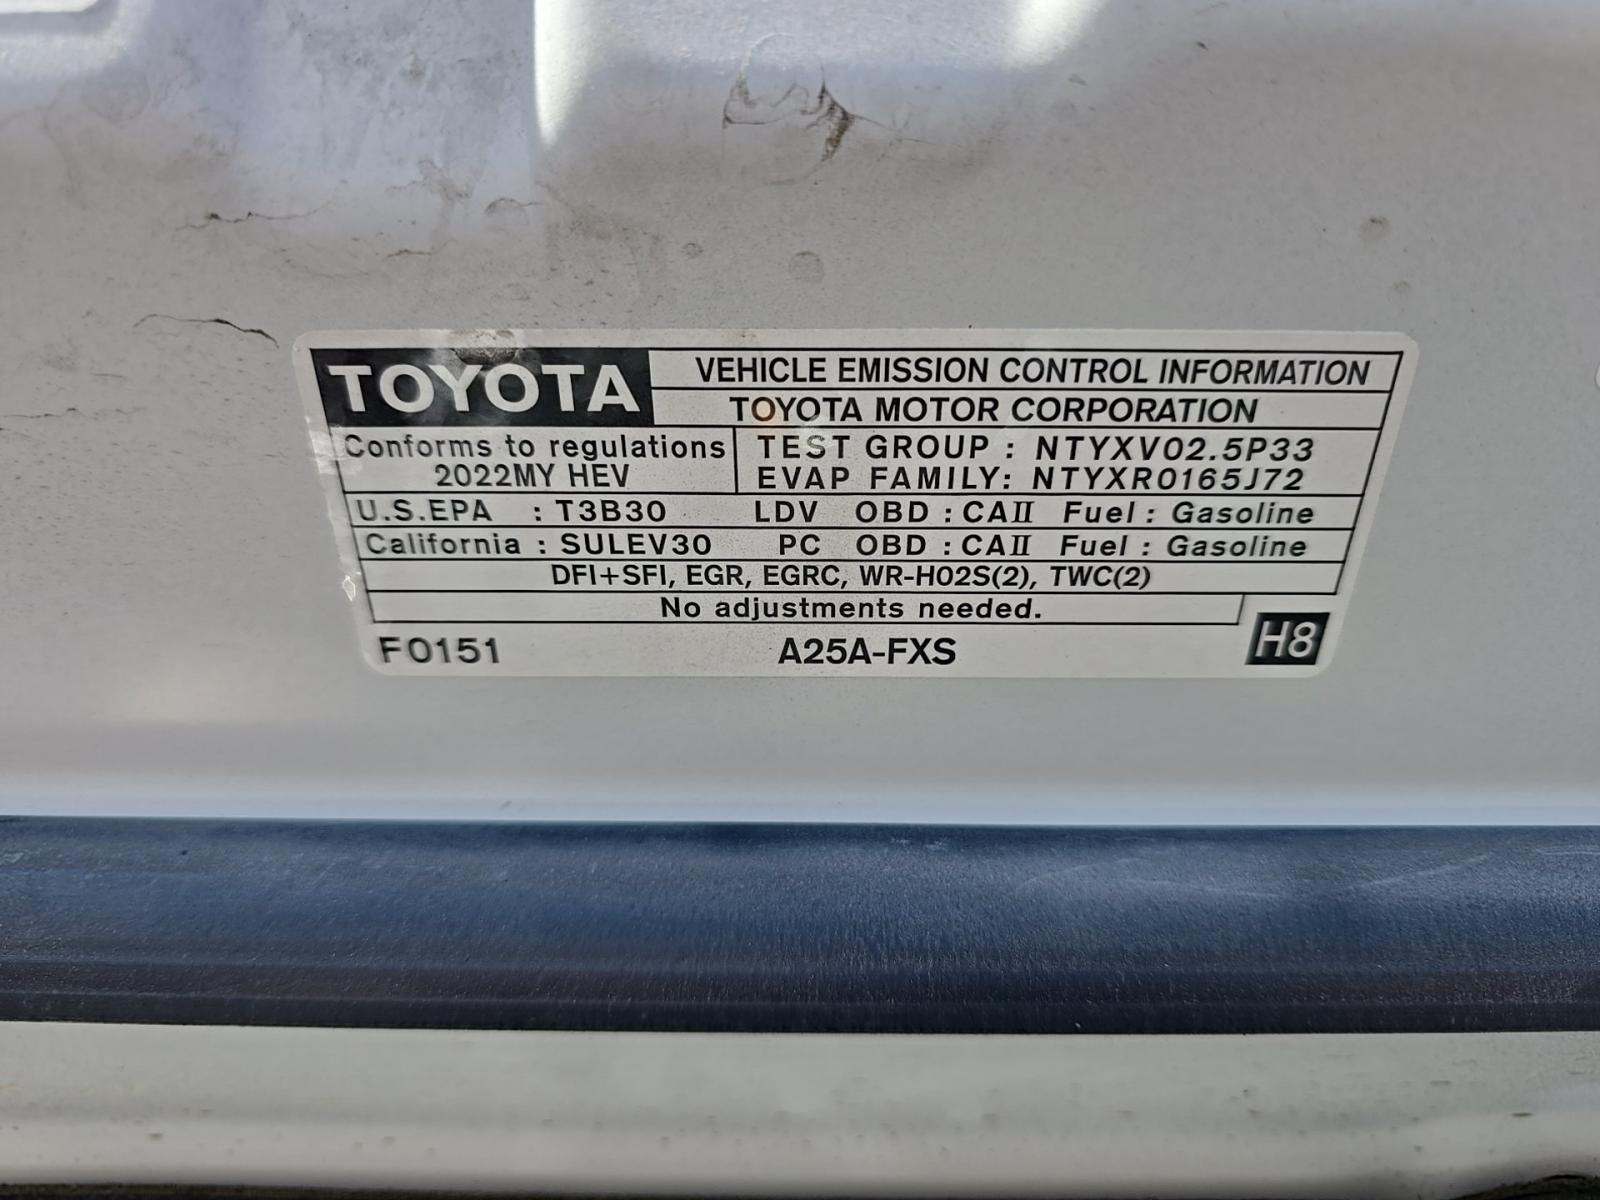 TOYOTA
VEHICLE EMISSION CONTROL INFORMATION
TOYOTA MOTOR CORPORATION
Conforms to regulations
2022MY HEV
TEST GROUP : NTYXV02.5P33
EVAP FAMILY: NTYXR0165J72
U.S.EPA : T3B30 LDV OBD : CAII Fuel : Gasoline
California : SULEV30 PC OBD : CAII Fuel : Gasoline
DFI+SFI, EGR, EGRC, WR-HO2S(2), TWC(2)
No adjustments needed.
F0151 A25A-FXS H8